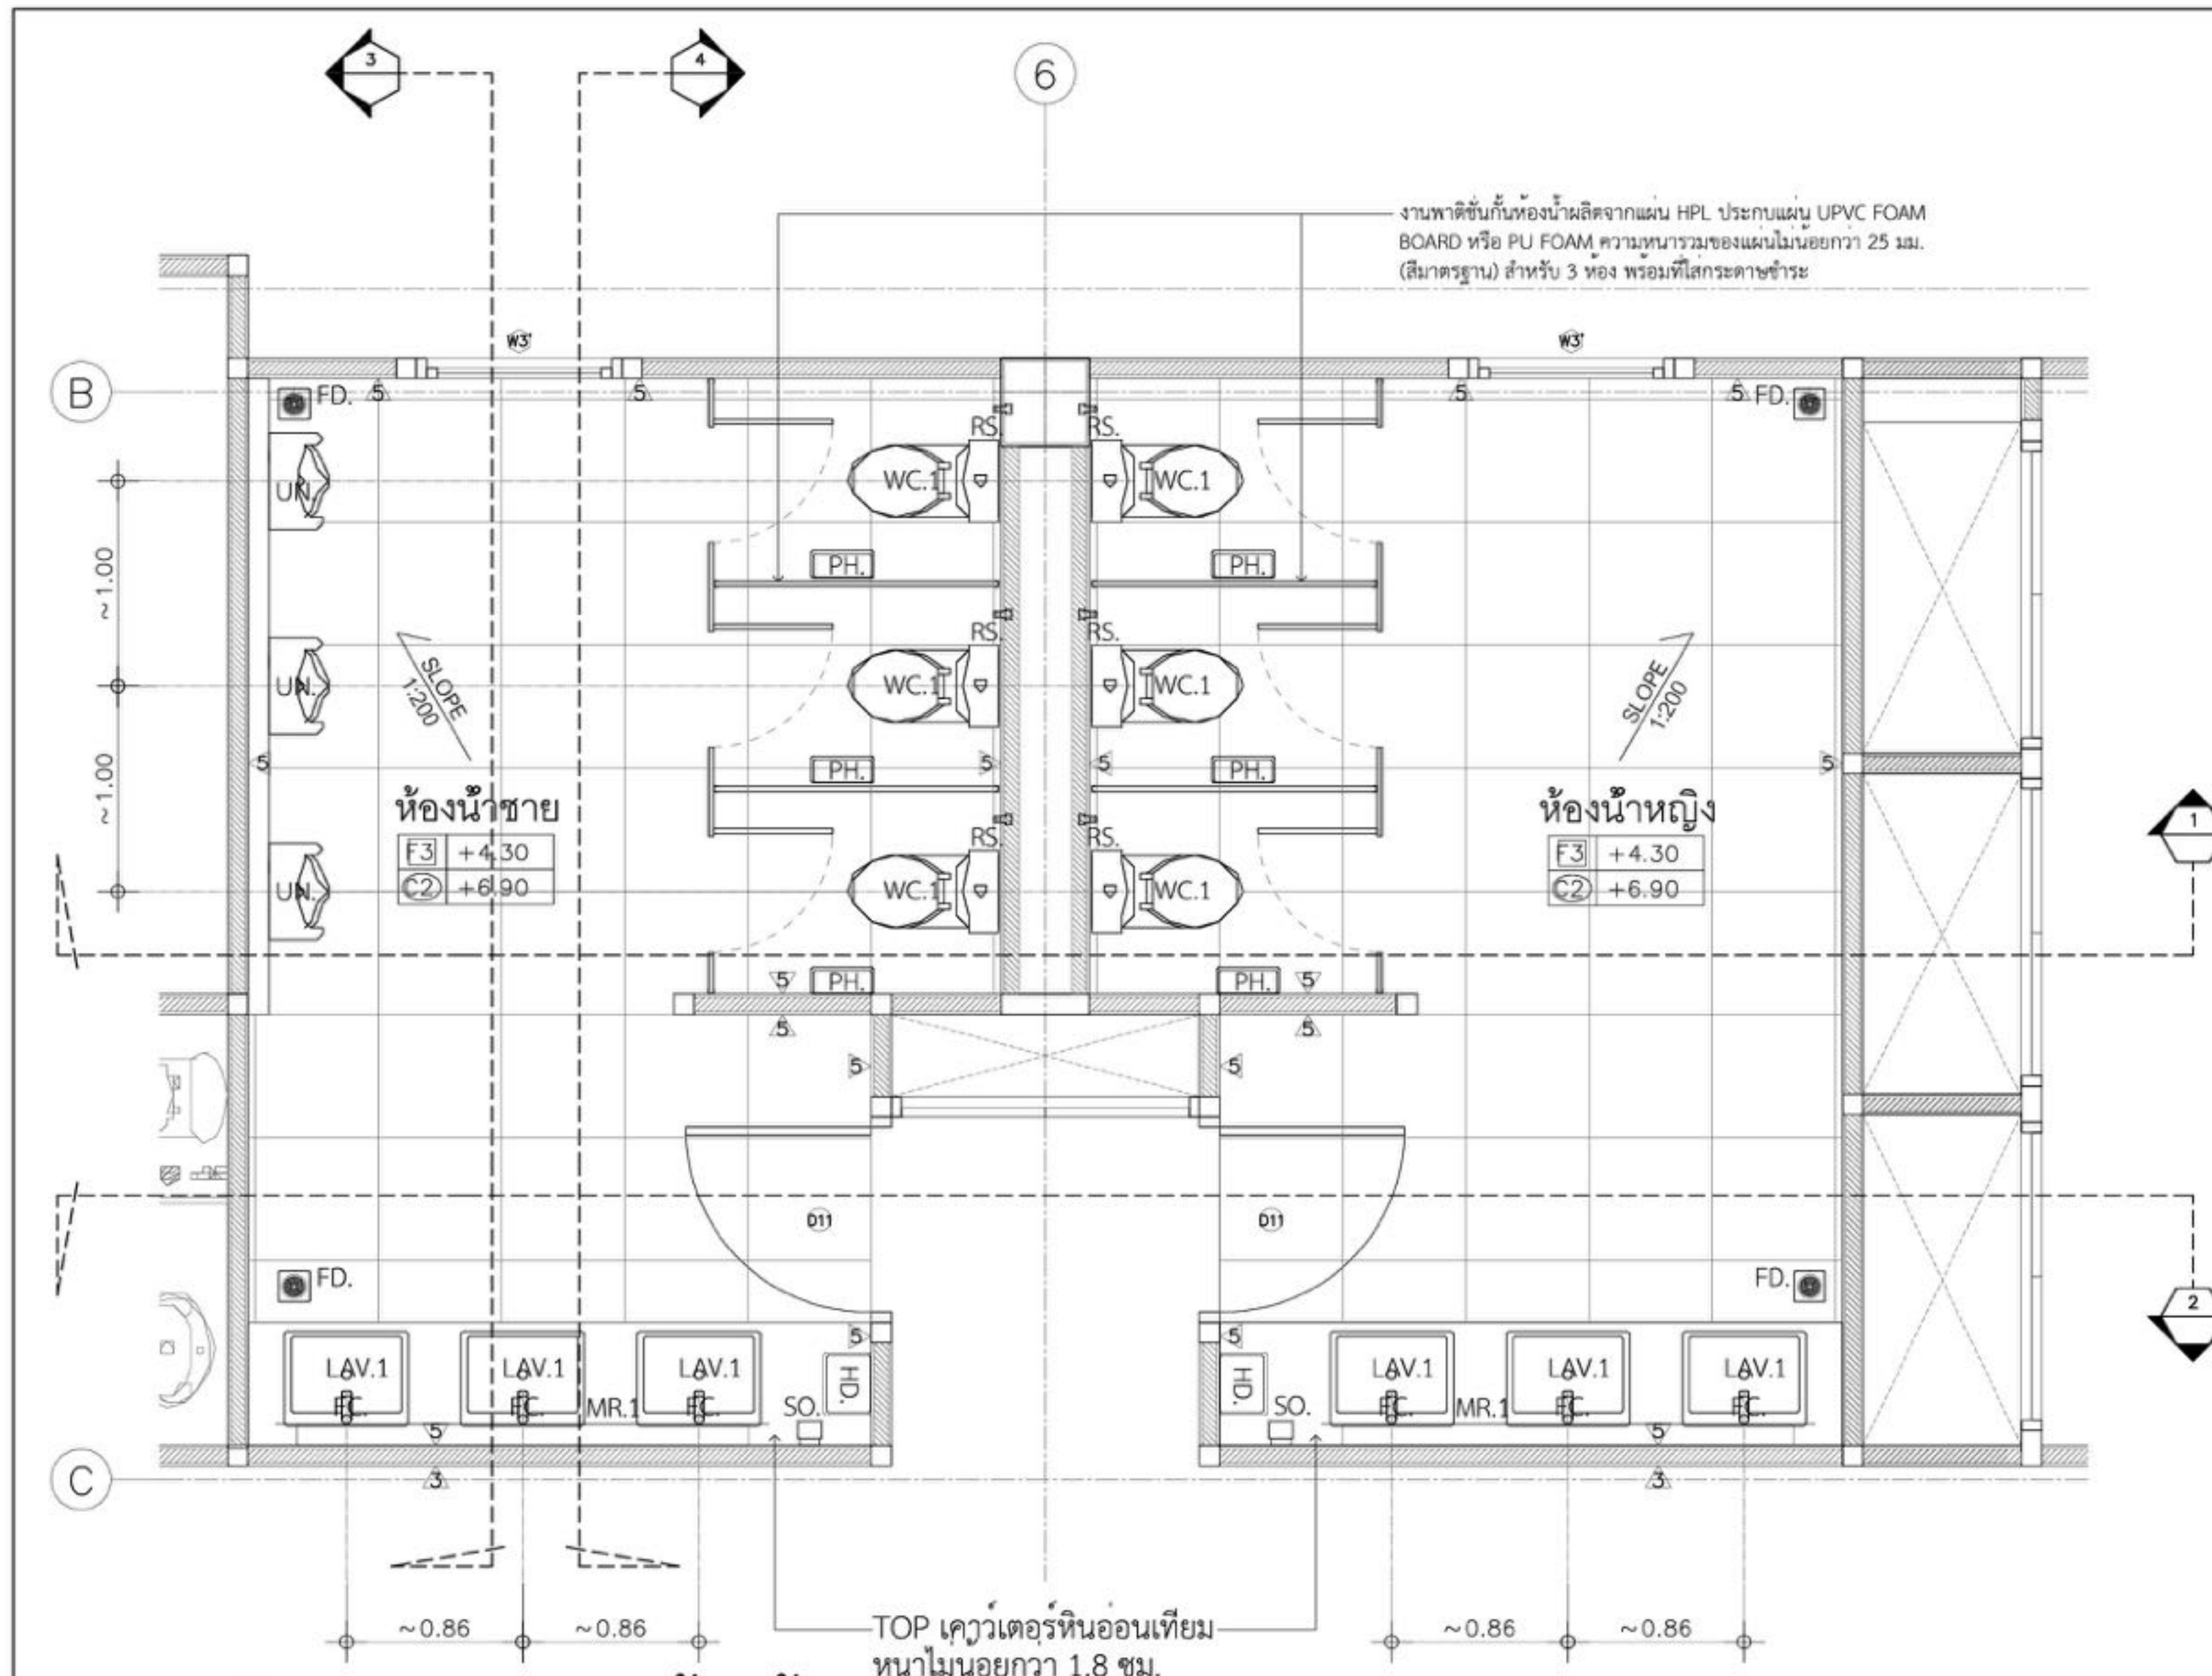 3
4
6
งานพาติชั่นกั้นห้องน้ำผลิตจากแผ่น HPL ประกบแผ่น UPVC FOAM
BOARD หรือ PU FOAM ความหนารวมของแผ่นไม่น้อยกว่า 25 มม.
(สีมาตรฐาน) สำหรับ 3 ห้อง พร้อมที่ใส่กระดาษชำระ
W3'
W3'
B
FD.
5
5
5
5
FD.
RS.
RS.
UN.
WC.1
WC.1
~1.00
PH.
PH.
RS.
RS.
UN.
SLOPE
1:200
WC.1
WC.1
SLOPE
1:200
~1.00
5
PH.
5
5
PH.
5
ห้องน้ำชาย
F3 +4.30
C2 +6.90
RS.
RS.
ห้องน้ำหญิง
F3 +4.30
C2 +6.90
1
UN.
WC.1
WC.1
5
PH.
PH.
5
5
5
5
5
D11
D11
FD.
FD.
2
5
5
LAV.1
LAV.1
LAV.1
HD.
HD.
LAV.1
LAV.1
LAV.1
FC.
FC.
MR.1
FC.
SO.
SO.
FC.
MR.1
FC.
FC.
5
5
C
3
3
~0.86
~0.86
TOP เคาว์เตอร์หินอ่อนเทียม
หนาไม่น้อยกว่า 1.8 ซม.
~0.86
~0.86